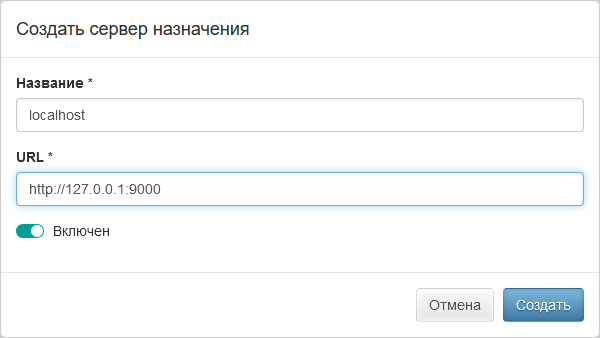 Создать сервер назначения
Название *
localhost
URL *
http://127.0.0.1:9000
Включен
Отмена
Создать